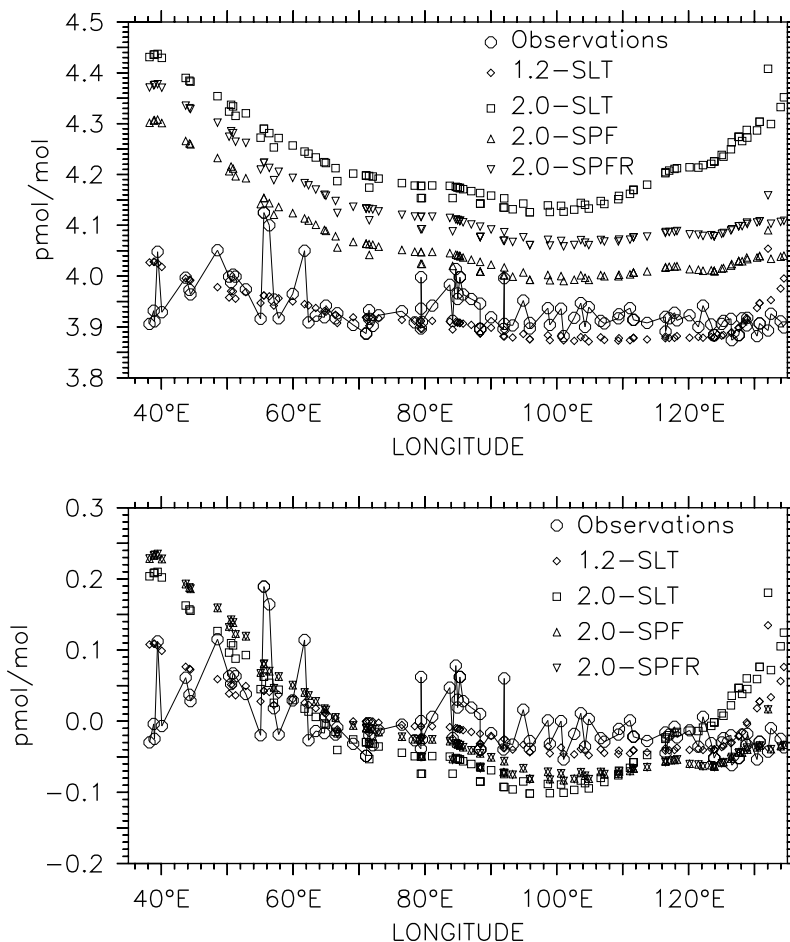 4.5
4.4
4.3
4.2
4.1
4.0
3.9
3.8
pmol/mol
Observations
1.2-SLT
2.0-SLT
2.0-SPF
2.0-SPFR
40°E 60°E 80°E 100°E 120°E
LONGITUDE
0.3
0.2
0.1
0.0
-0.1
-0.2
pmol/mol
Observations
1.2-SLT
2.0-SLT
2.0-SPF
2.0-SPFR
40°E 60°E 80°E 100°E 120°E
LONGITUDE